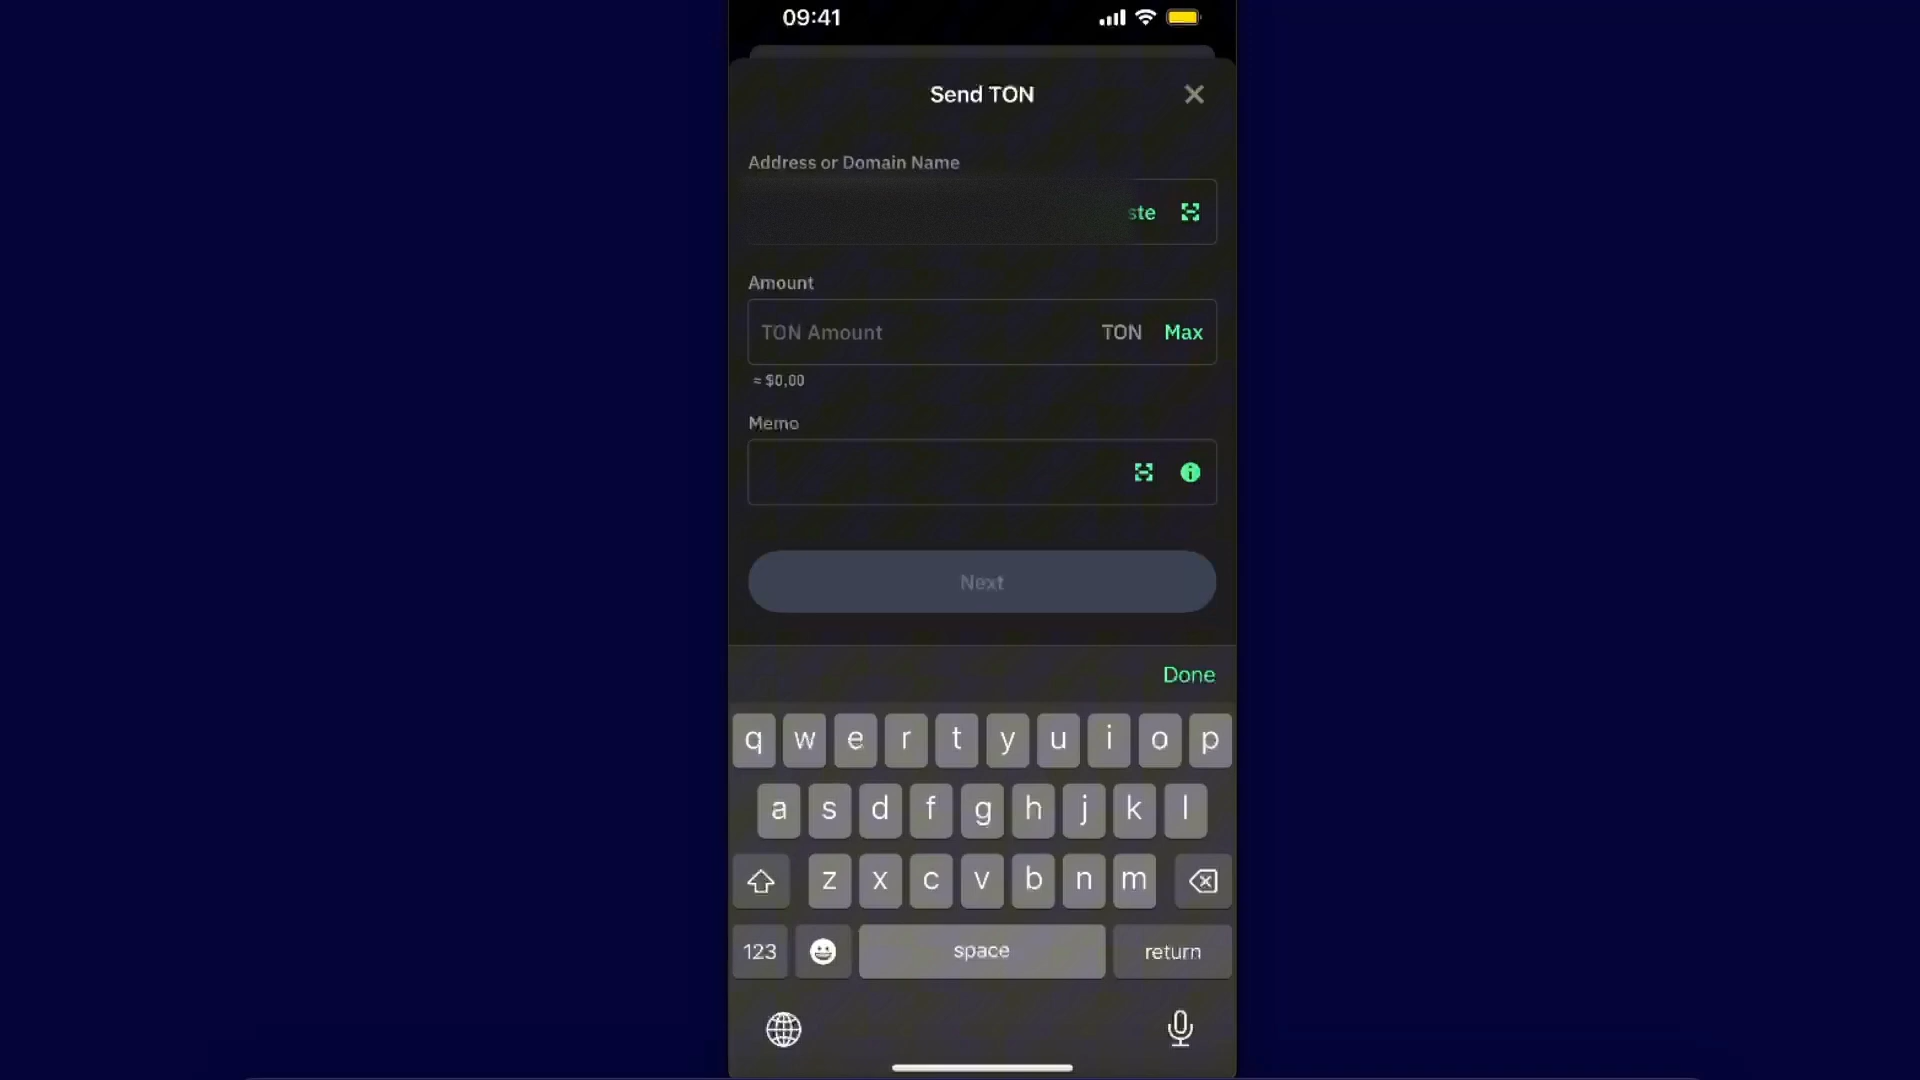 09:41
Send TON
Address or Domain Name
ste
Amount
TON Amount TON Max
≈ $0,00
Memo
Next
Done
q w e r t y u i o p
a s d f g h j k l
z x c v b n m
123 space return